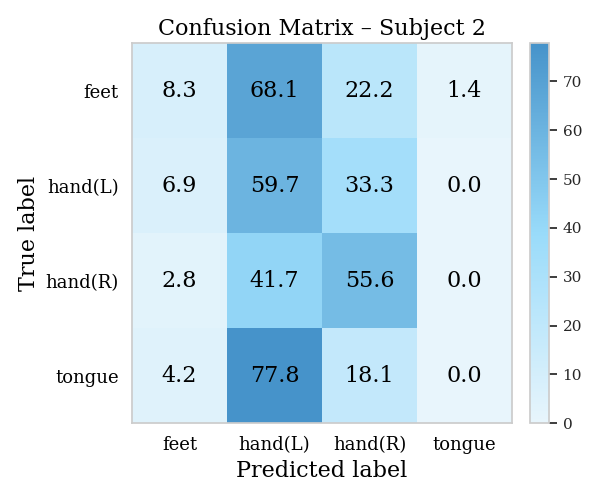 Confusion Matrix – Subject 2
True label
feet 8.3 68.1 22.2 1.4
hand(L) 6.9 59.7 33.3 0.0
hand(R) 2.8 41.7 55.6 0.0
tongue 4.2 77.8 18.1 0.0
feet hand(L) hand(R) tongue
Predicted label
70
60
50
40
30
20
10
0